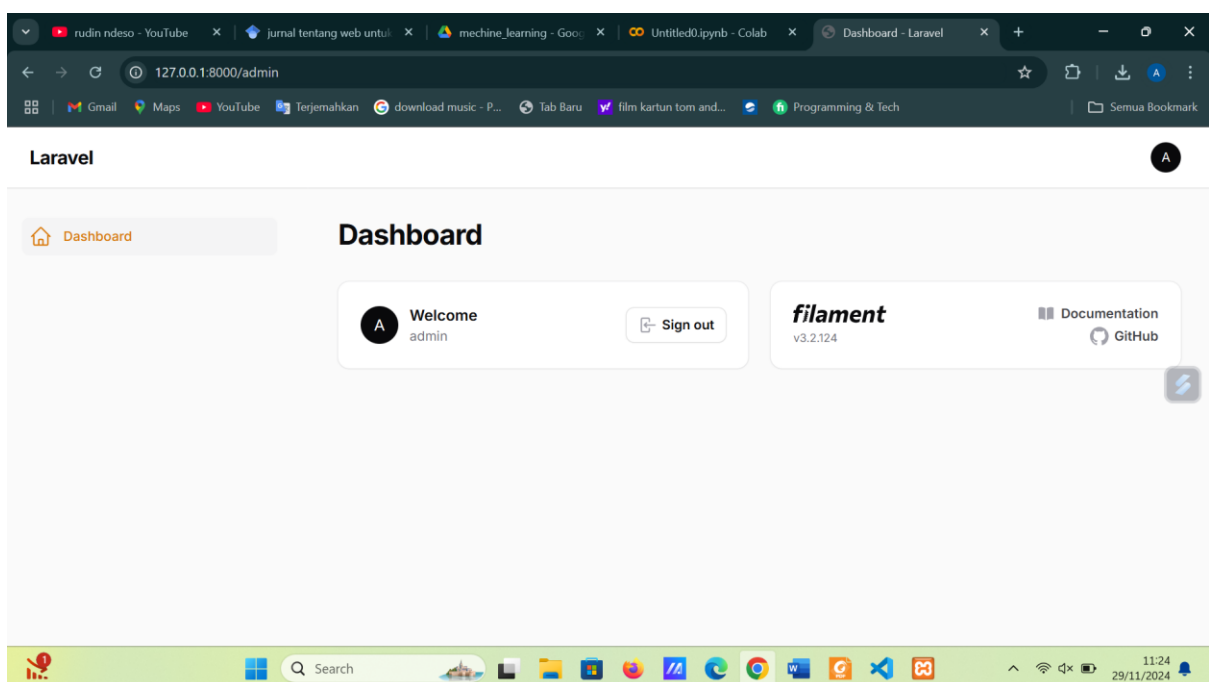 rudin ndeso - YouTube
jurnal tentang web untuk
mechine_learning - Goog
Untitled0.ipynb - Colab
Dashboard - Laravel
127.0.0.1:8000/admin
A
Gmail
Maps
YouTube
Terjemahkan
download music - P...
Tab Baru
film kartun tom and...
Programming & Tech
Semua Bookmark
Laravel
A
Dashboard
Dashboard
A
Welcome
admin
Sign out
filament
v3.2.124
Documentation
GitHub
1
Search
11:24
29/11/2024